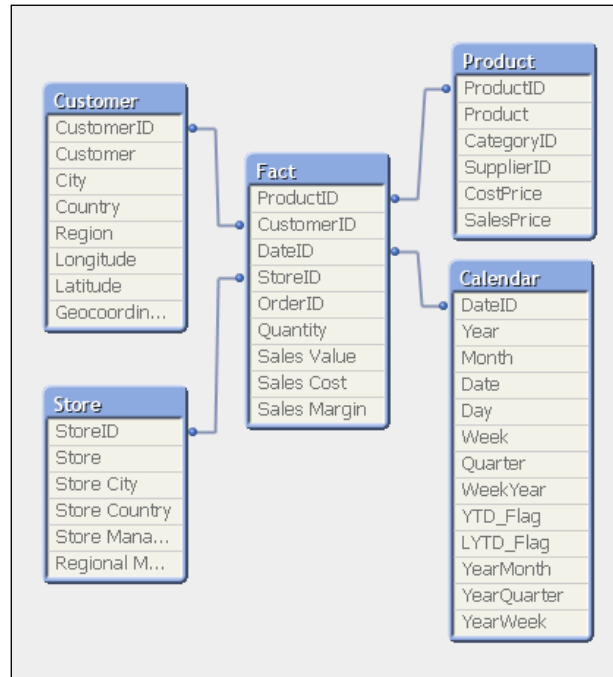 Customer
CustomerID
Customer
City
Country
Region
Longitude
Latitude
Geocoordin...
Store
StoreID
Store
Store City
Store Country
Store Mana...
Regional M...
Fact
ProductID
CustomerID
DateID
StoreID
OrderID
Quantity
Sales Value
Sales Cost
Sales Margin
Product
ProductID
Product
CategoryID
SupplierID
CostPrice
SalesPrice
Calendar
DateID
Year
Month
Date
Day
Week
Quarter
WeekYear
YTD_Flag
LYTD_Flag
YearMonth
YearQuarter
YearWeek